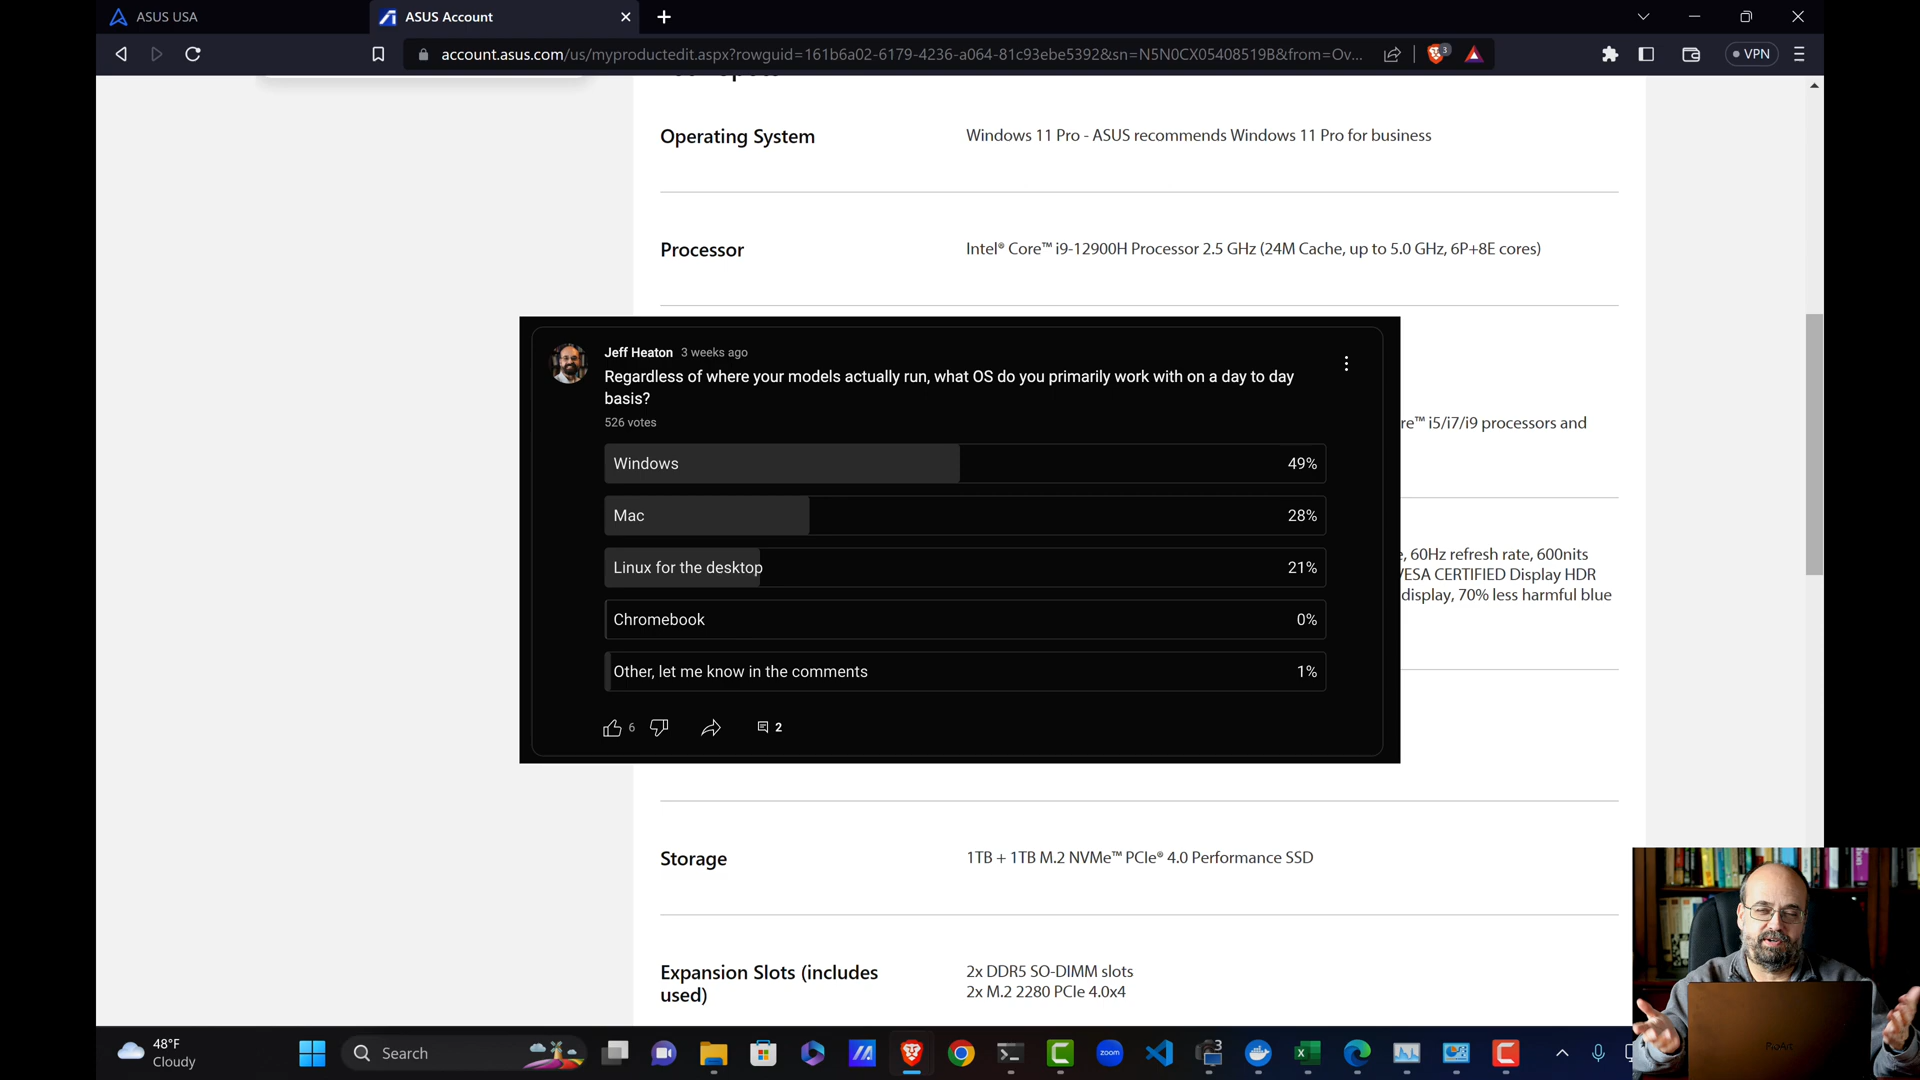 ASUS USA
ASUS Account
account.asus.com/us/myproductedit.aspx?rowguid=161b6a02-6179-4236-a064-81c93ebe5392&sn=N5N0CX05408519B&from=Ov...
3
VPN
Operating System
Windows 11 Pro - ASUS recommends Windows 11 Pro for business
Processor
Intel® Core™ i9-12900H Processor 2.5 GHz (24M Cache, up to 5.0 GHz, 6P+8E cores)
Jeff Heaton 3 weeks ago
Regardless of where your models actually run, what OS do you primarily work with on a day to day
basis?
526 votes
Windows 49%
Mac 28%
Linux for the desktop 21%
Chromebook 0%
Other, let me know in the comments 1%
6
2
re™ i5/i7/i9 processors and
e, 60Hz refresh rate, 600nits
VESA CERTIFIED Display HDR
display, 70% less harmful blue
Storage
1TB + 1TB M.2 NVMe™ PCIe® 4.0 Performance SSD
Expansion Slots (includes
used)
2x DDR5 SO-DIMM slots
2x M.2 2280 PCIe 4.0x4
48°F
Cloudy
Search
zoom
3
ProArt